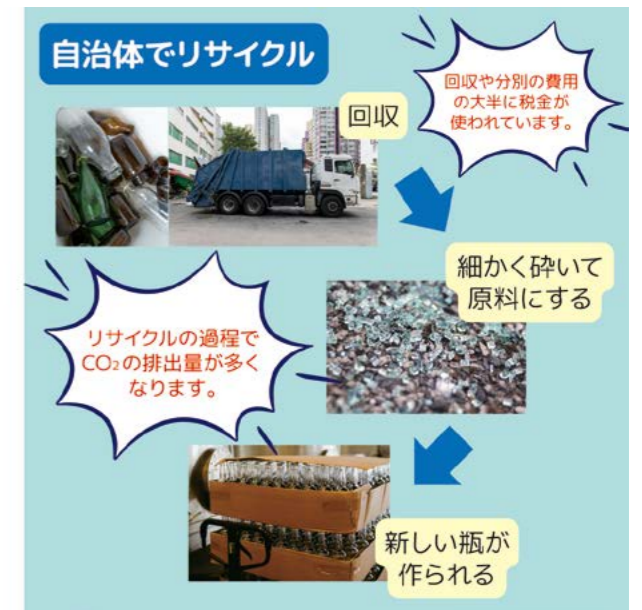 自治体でリサイクル
回収や分別の費用
の大半に税金が
使われています。
回収
細かく砕いて
原料にする
リサイクルの過程で
CO₂の排出量が多く
なります。
新しい瓶が
作られる